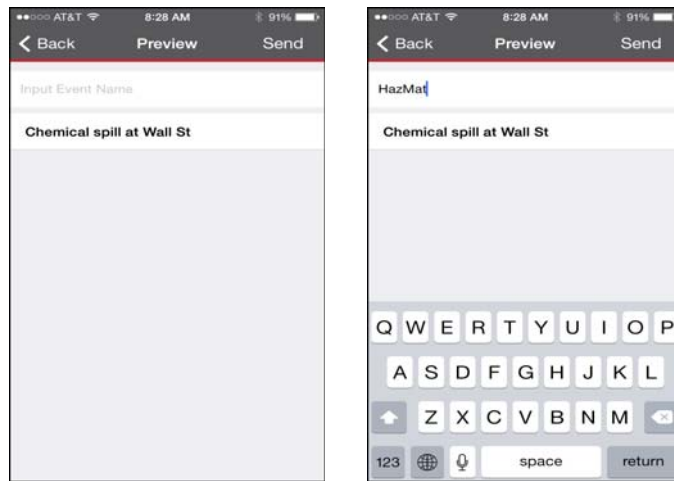 AT&T 8:28 AM 91%
Back Preview Send
Input Event Name
Chemical spill at Wall St
AT&T 8:28 AM 91%
Back Preview Send
HazMat
Chemical spill at Wall St
Q W E R T Y U I O P
A S D F G H J K L
Z X C V B N M
123 space return